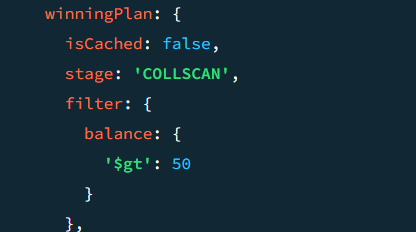 winningPlan: {
isCached: false,
stage: 'COLLSCAN',
filter: {
balance: {
'$gt': 50
}
},